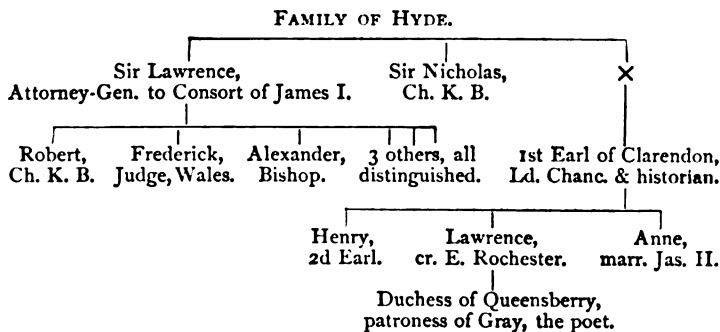 FAMILY OF HYDE.
Sir Lawrence,
Attorney-Gen. to Consort of James I.
Sir Nicholas,
Ch. K. B.
×
Robert,
Ch. K. B.
Frederick,
Judge, Wales.
Alexander,
Bishop.
3 others, all
distinguished.
1st Earl of Clarendon,
Ld. Chanc. & historian.
Henry,
2d Earl.
Lawrence,
cr. E. Rochester.
Anne,
marr. Jas. II.
Duchess of Queensberry,
patroness of Gray, the poet.